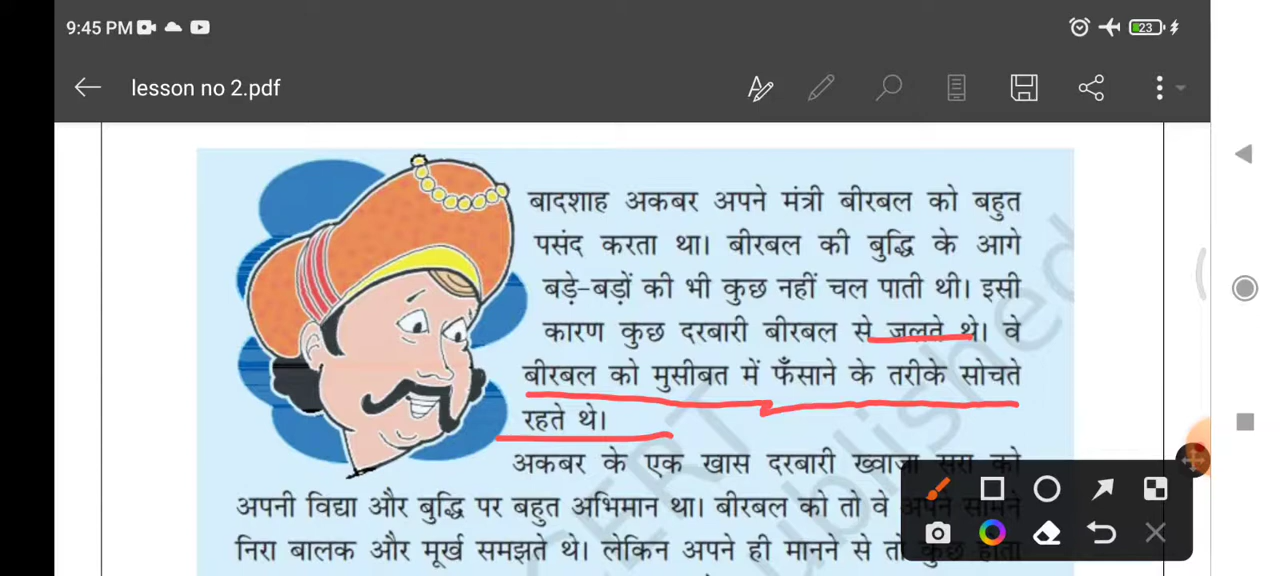 9:45 PM
23
lesson no 2.pdf
बादशाह अकबर अपने मंत्री बीरबल को बहुत
पसंद करता था। बीरबल की बुद्धि के आगे
बड़े-बड़ों की भी कुछ नहीं चल पाती थी। इसी
कारण कुछ दरबारी बीरबल से जलते थे। वे
बीरबल को मुसीबत में फँसाने के तरीके सोचते
रहते थे।
अकबर के एक खास दरबारी ख्वाजा सरा को
अपनी विद्या और बुद्धि पर बहुत अभिमान था। बीरबल को तो वे अपने सामने
निरा बालक और मूर्ख समझते थे। लेकिन अपने ही मानने से तो कुछ होता